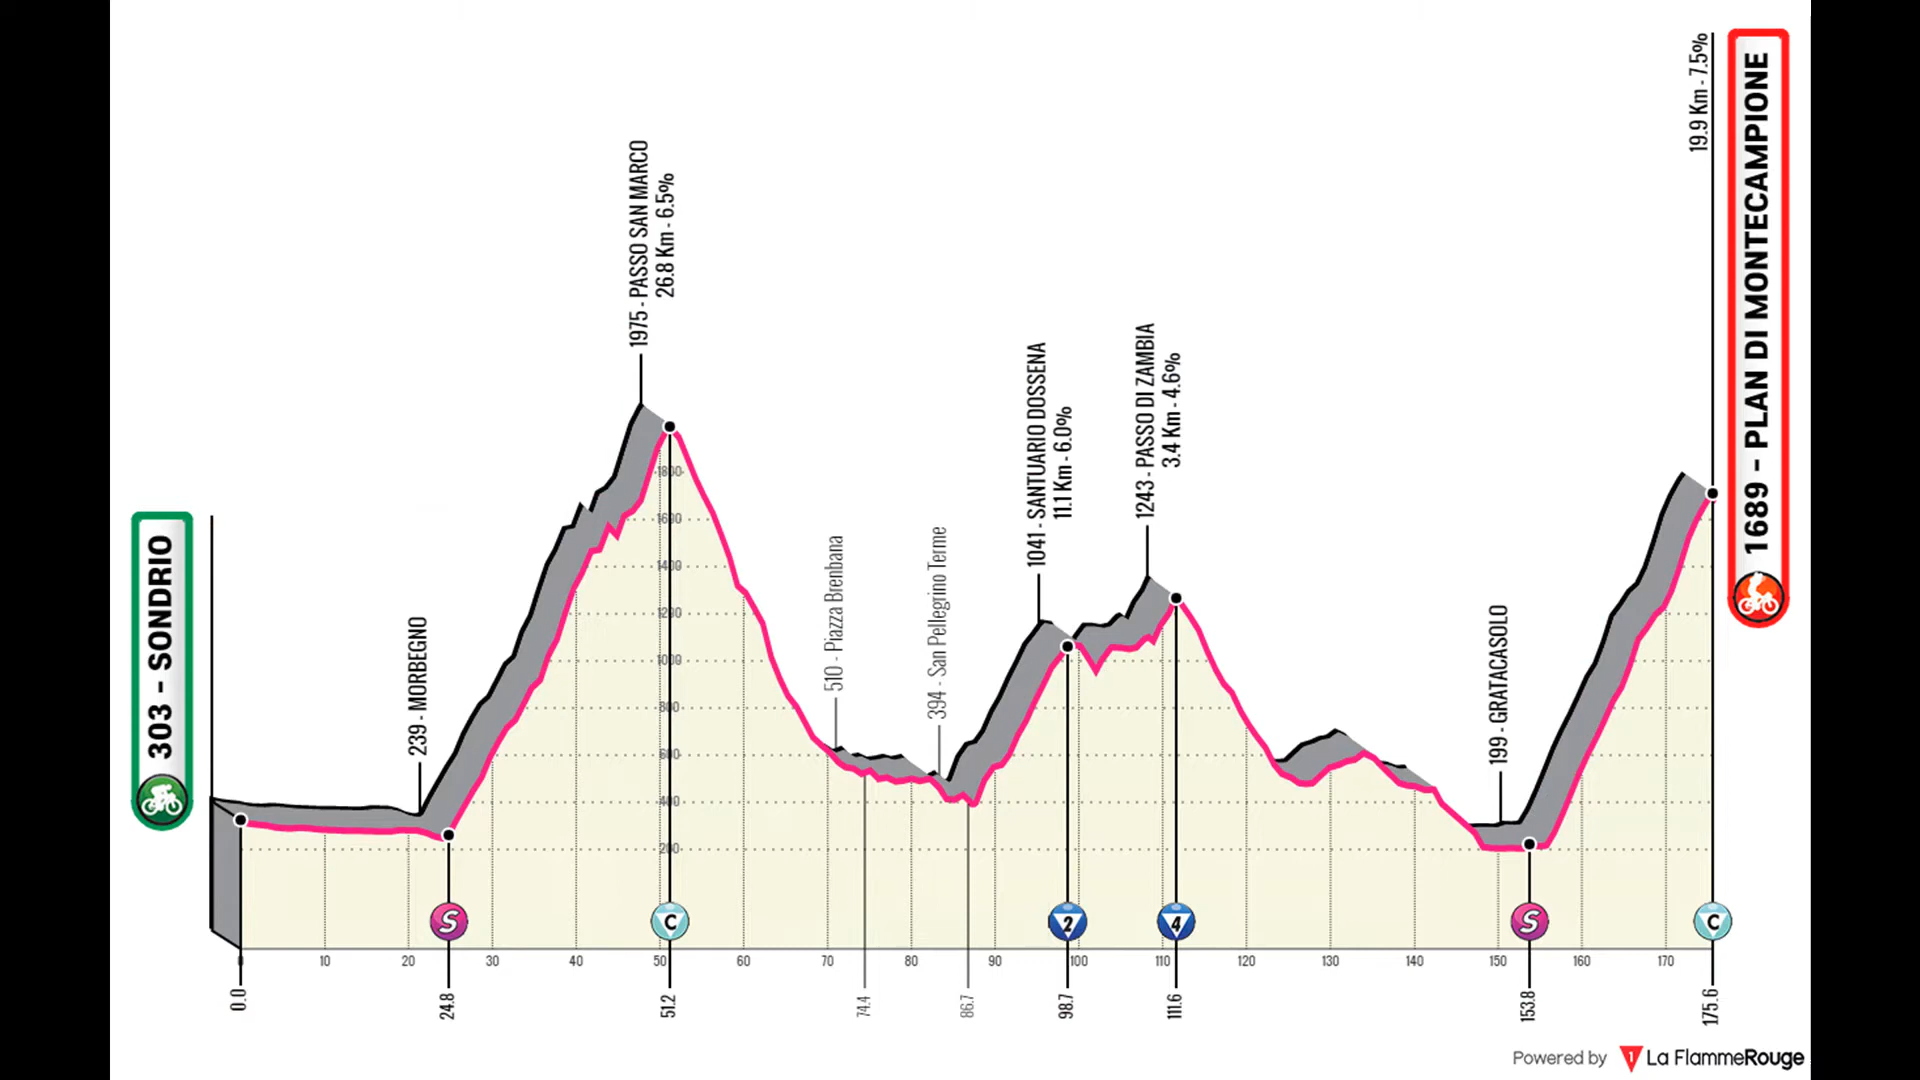 303 - SONDRIO
239 - MORBEGNO
1975 - PASSO SAN MARCO
26.8 Km - 6.5%
510 - Piazza Brenbana
394 - San Pellegrino Terme
1041 - SANTUARIO DOSSENA
11.1 Km - 6.0%
1243 - PASSO DI ZAMBIA
3.4 Km - 4.6%
199 - GRATACASOLO
19.9 Km - 7.5%
1689 - PLAN DI MONTECAMPIONE
1800
1600
1400
1200
1000
800
600
400
200
S C 2 4 S C
0 10 20 30 40 50 60 70 80 90 100 110 120 130 140 150 160 170
0.0 24.8 51.2 74.4 86.7 98.7 111.6 153.8 175.6
Powered by 1 La FlammeRouge